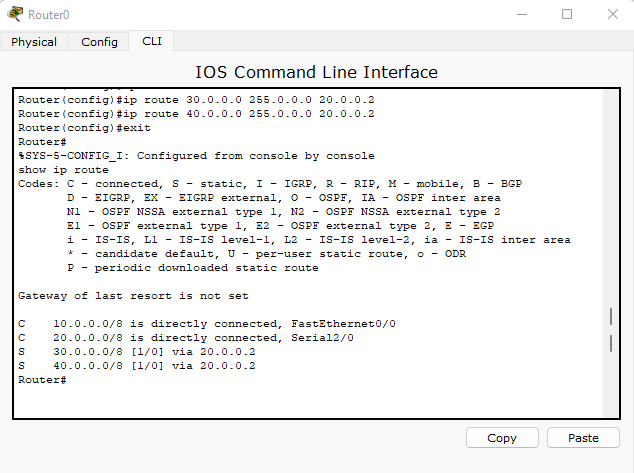 Router0
Physical Config CLI
IOS Command Line Interface
Router(config)#ip route 30.0.0.0 255.0.0.0 20.0.0.2
Router(config)#ip route 40.0.0.0 255.0.0.0 20.0.0.2
Router(config)#exit
Router#
%SYS-5-CONFIG_I: Configured from console by console
show ip route
Codes: C - connected, S - static, I - IGRP, R - RIP, M - mobile, B - BGP
       D - EIGRP, EX - EIGRP external, O - OSPF, IA - OSPF inter area
       N1 - OSPF NSSA external type 1, N2 - OSPF NSSA external type 2
       E1 - OSPF external type 1, E2 - OSPF external type 2, E - EGP
       i - IS-IS, L1 - IS-IS level-1, L2 - IS-IS level-2, ia - IS-IS inter area
       * - candidate default, U - per-user static route, o - ODR
       P - periodic downloaded static route
Gateway of last resort is not set
C    10.0.0.0/8 is directly connected, FastEthernet0/0
C    20.0.0.0/8 is directly connected, Serial2/0
S    30.0.0.0/8 [1/0] via 20.0.0.2
S    40.0.0.0/8 [1/0] via 20.0.0.2
Router#
Copy Paste